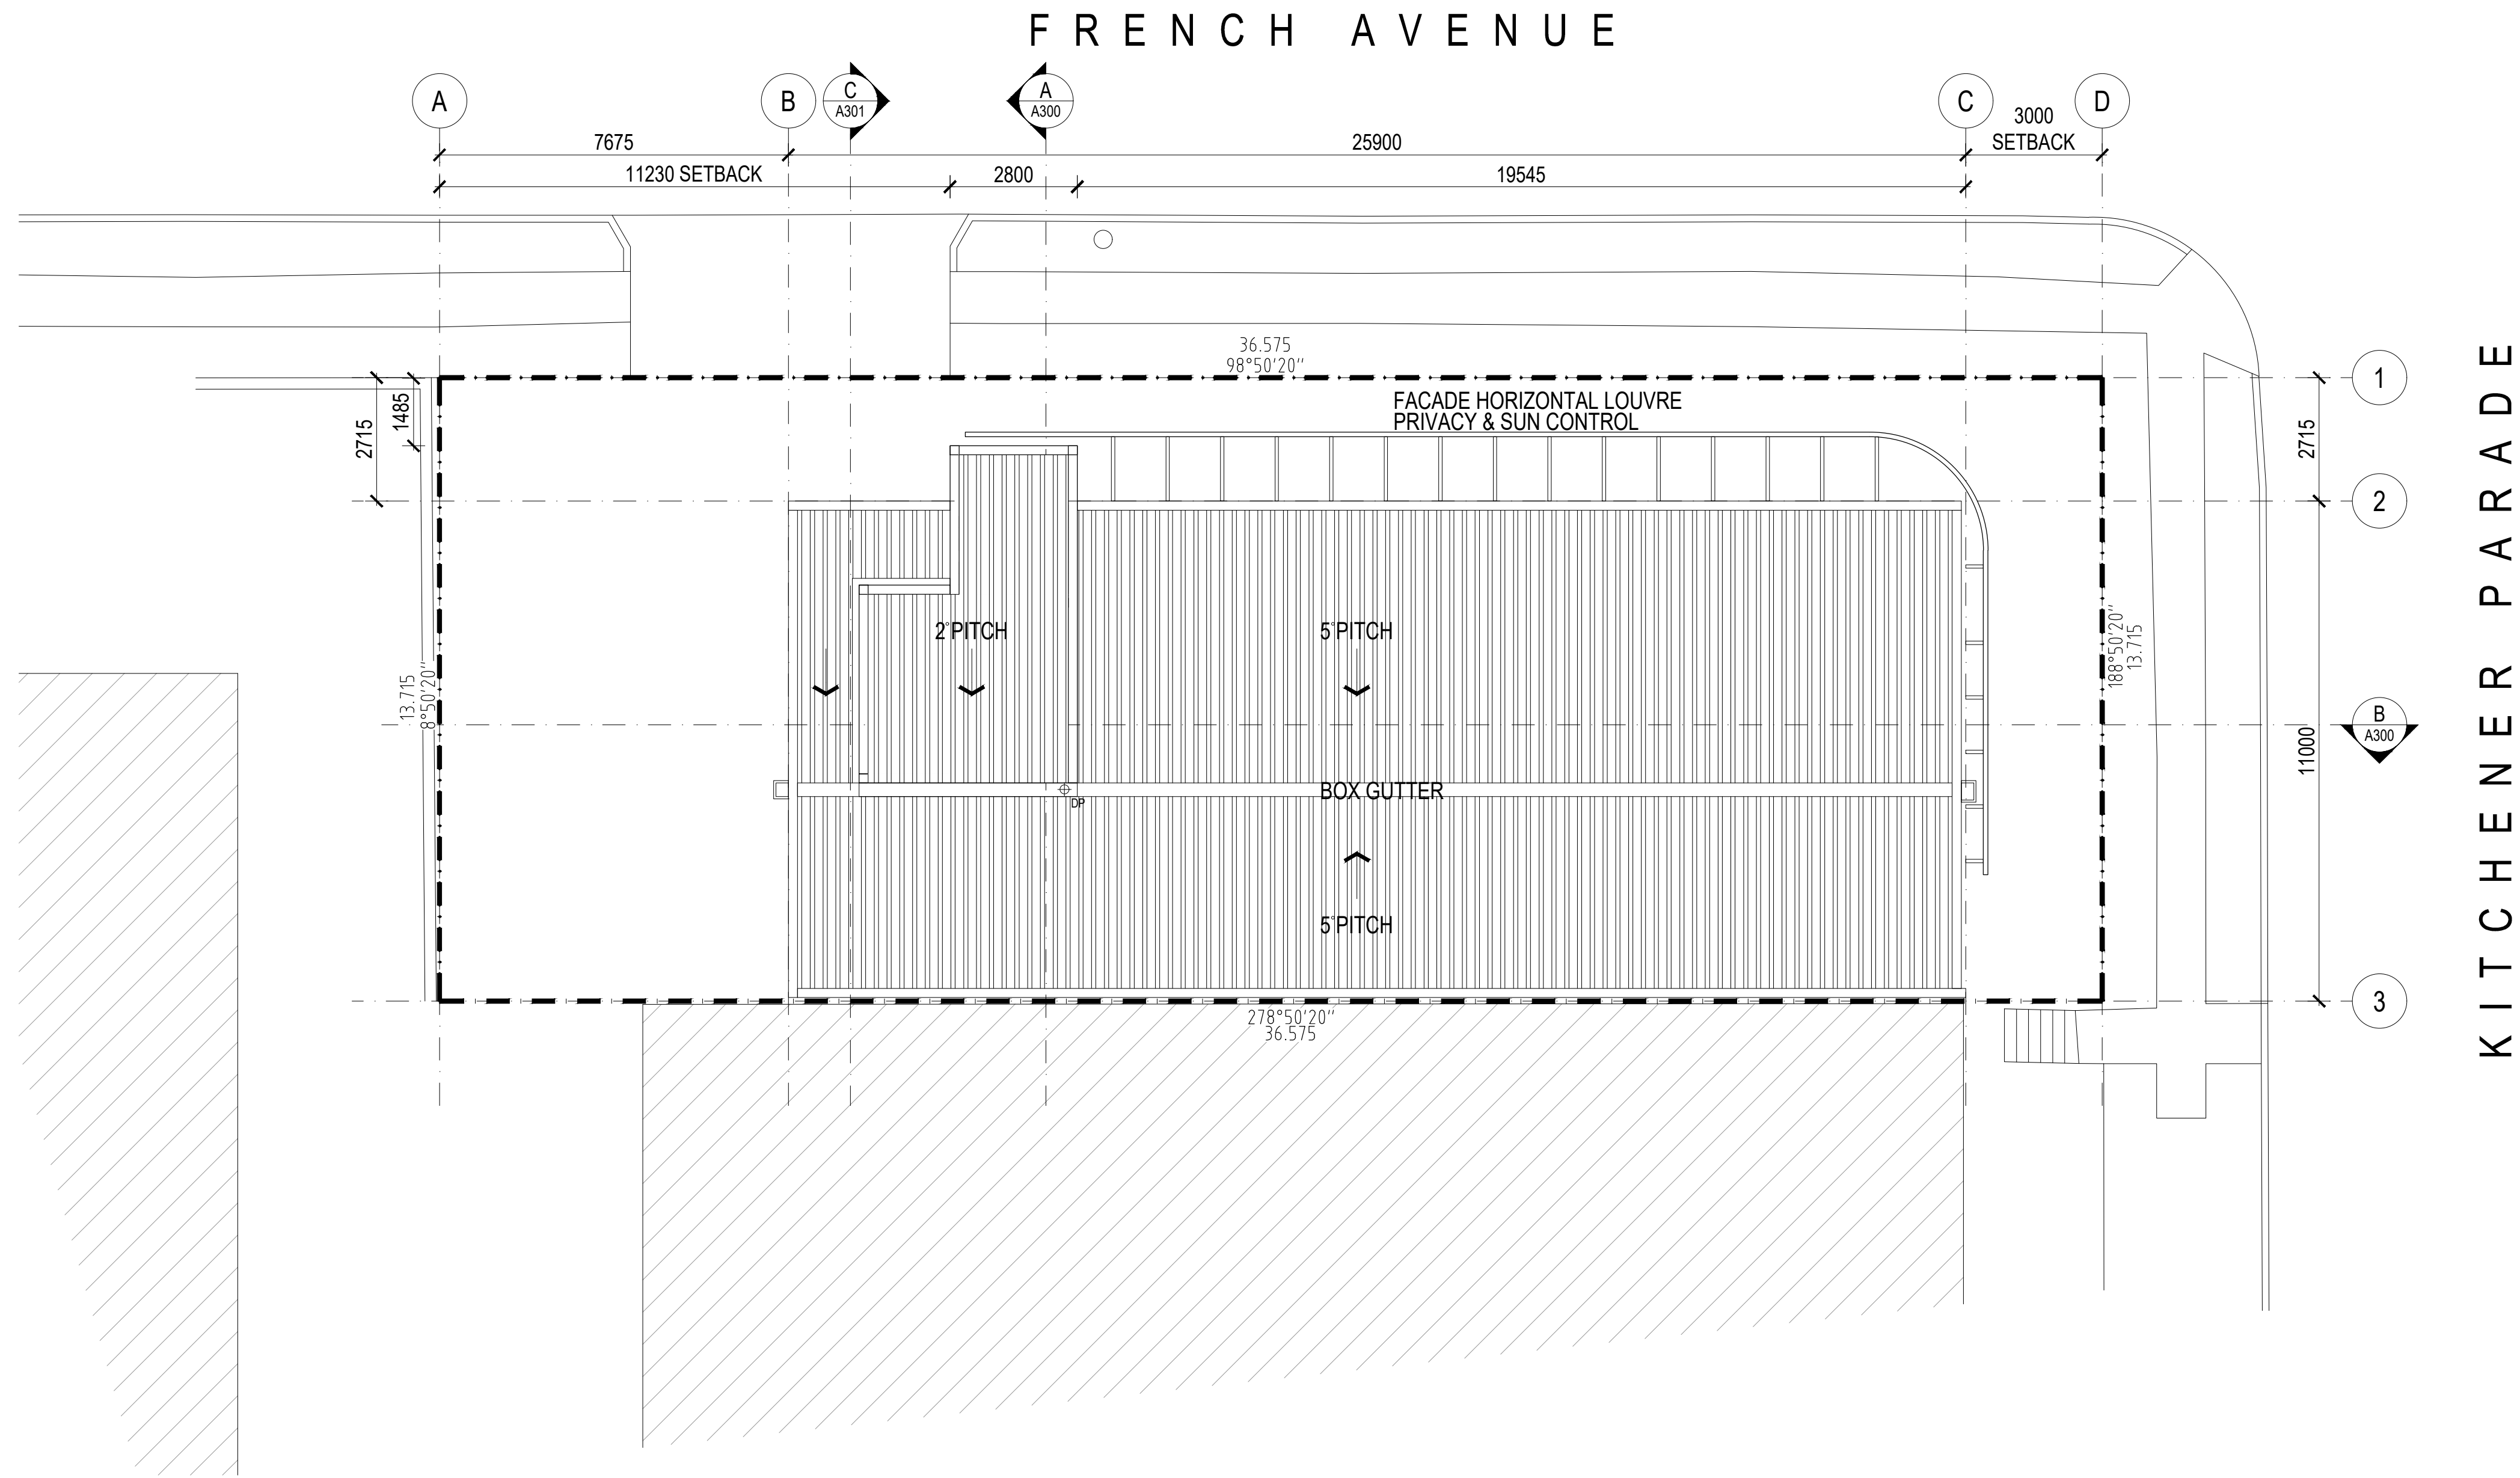 FRENCH AVENUE
A
B
C
A301
A
A300
C
D
3000
SETBACK
7675
25900
11230 SETBACK
2800
19545
36.575
98°50'20"
1
2715
1485
2715
FACADE HORIZONTAL LOUVRE
PRIVACY & SUN CONTROL
2
KITCHENER PARADE
2°PITCH
5°PITCH
13.715
8°50'20"
188°50'20"
13.715
B
A300
11000
BOX GUTTER
DP
5°PITCH
3
278°50'20"
36.575